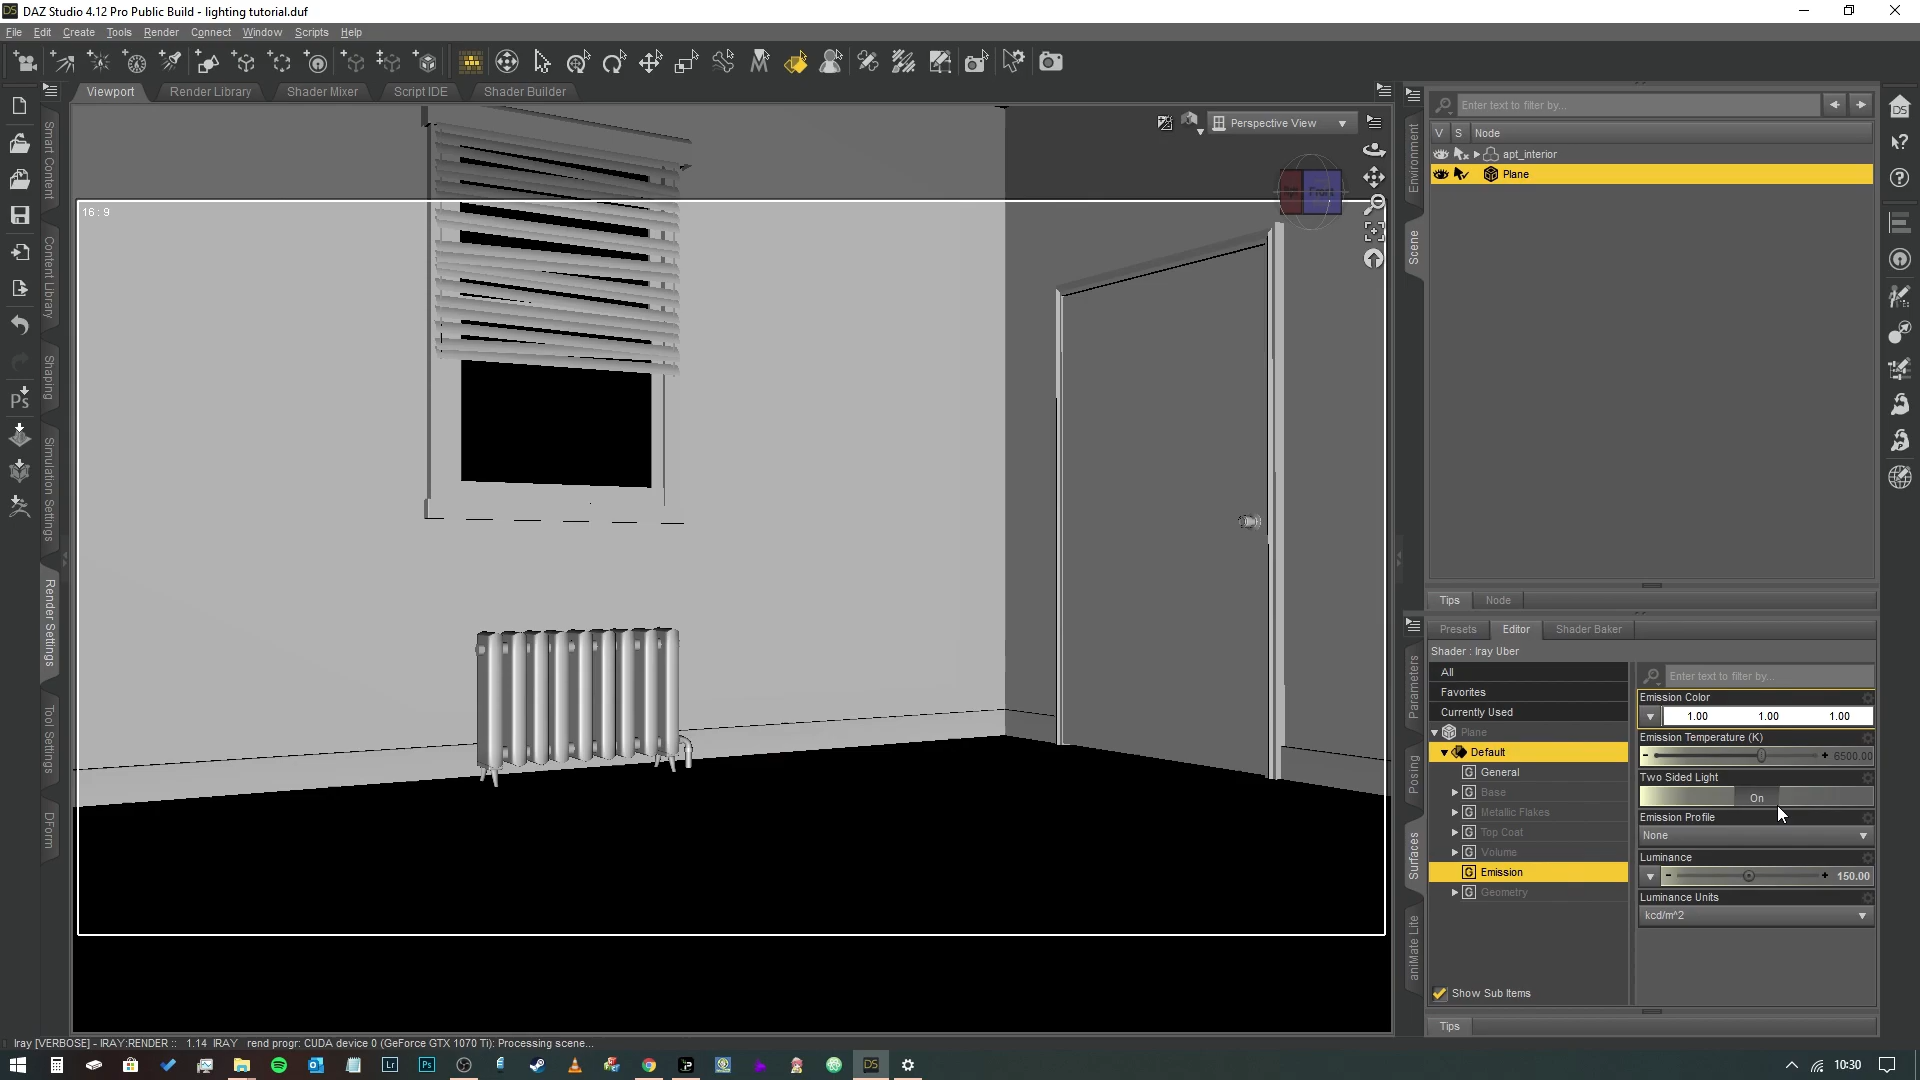 DAZ Studio 4.12 Pro Public Build - lighting tutorial.duf
File Edit Create Tools Render Connect Window Scripts Help
Viewport Render Library Shader Mixer Script IDE Shader Builder
Smart Content
Content Library
Shaping
Simulation Settings
Render Settings
Tool Settings
DForm
Ps
16 : 9
Perspective View
Front
Environment
Scene
Enter text to filter by...
V S Node
apt_interior
Plane
Tips Node
Parameters
Posing
Surfaces
aniMate Lite
Presets Editor Shader Baker
Shader : Iray Uber
All
Favorites
Currently Used
Plane
Default
G General
G Base
G Metallic Flakes
G Top Coat
G Volume
G Emission
G Geometry
Show Sub Items
Enter text to filter by...
Emission Color
1.00 1.00 1.00
Emission Temperature (K)
6500.00
Two Sided Light
On
Emission Profile
None
Luminance
150.00
Luminance Units
kcd/m^2
Tips
Iray [VERBOSE] - IRAY:RENDER :: 1.14 IRAY rend progr: CUDA device 0 (GeForce GTX 1070 Ti): Processing scene...
Lr Ps DS
10:30